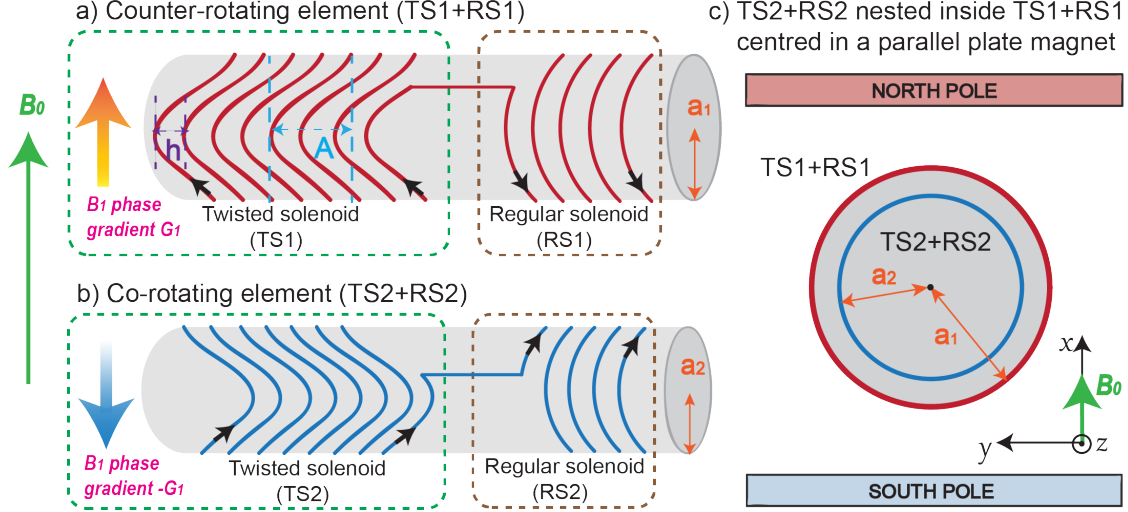 a) Counter-rotating element (TS1+RS1)
B0
B1 phase
gradient G1
h
A
a1
Twisted solenoid
(TS1)
Regular solenoid
(RS1)
b) Co-rotating element (TS2+RS2)
B1 phase
gradient -G1
a2
Twisted solenoid
(TS2)
Regular solenoid
(RS2)
c) TS2+RS2 nested inside TS1+RS1
centred in a parallel plate magnet
NORTH POLE
TS1+RS1
TS2+RS2
a2
a1
x
B0
y
z
SOUTH POLE